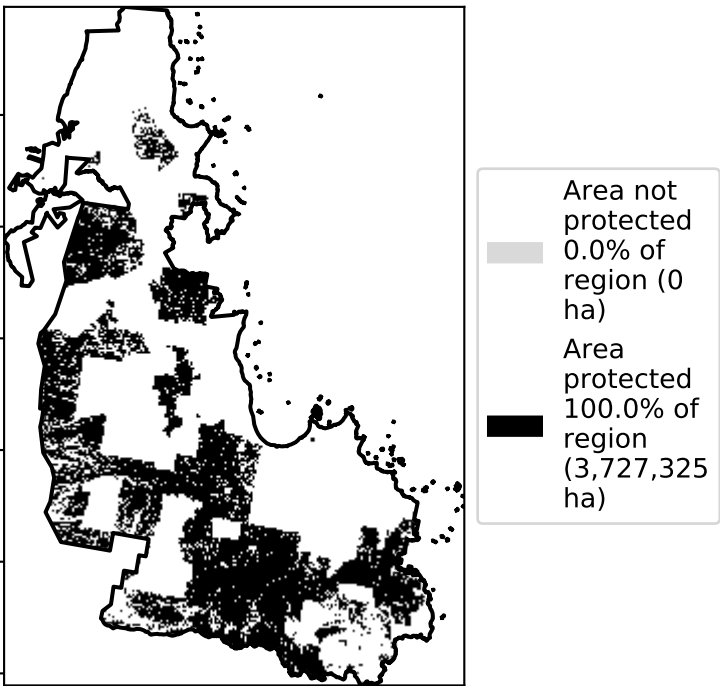 Area not
protected
0.0% of
region (0
ha)
Area
protected
100.0% of
region
(3,727,325
ha)